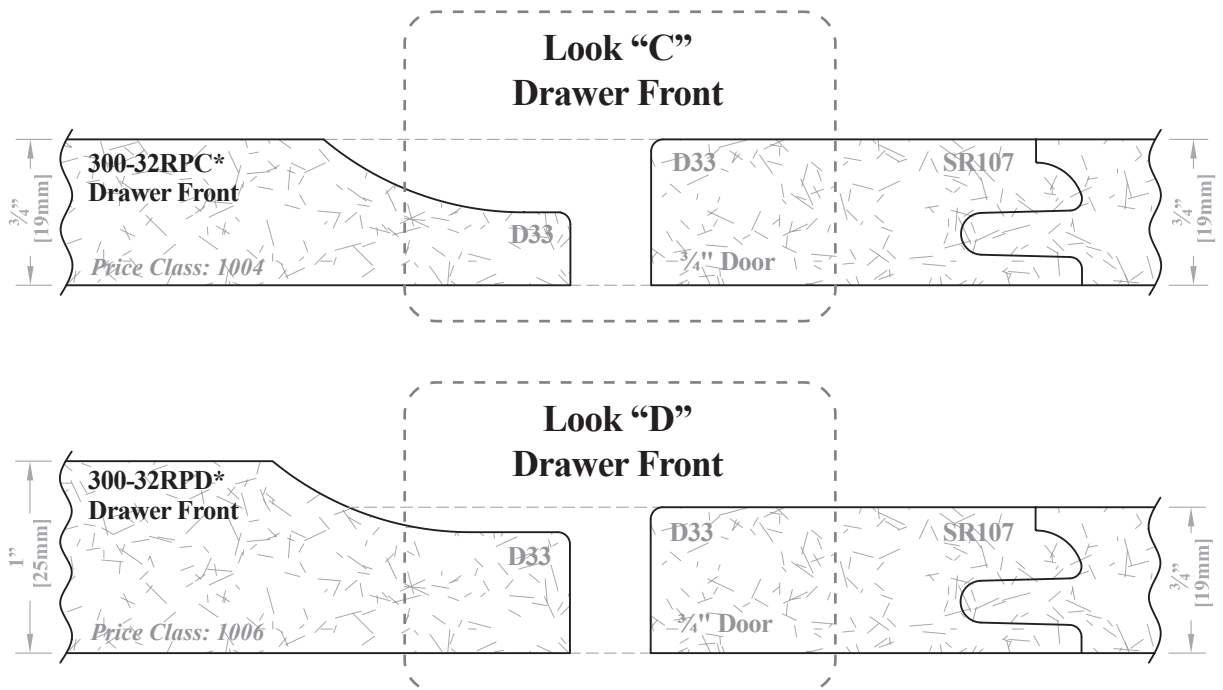 Look “C”
Drawer Front
300-32RPC*
Drawer Front
Price Class: 1004
¾”
[19mm]
D33
D33
SR107
¾" Door
¾”
[19mm]
Look “D”
Drawer Front
300-32RPD*
Drawer Front
Price Class: 1006
1”
[25mm]
D33
D33
SR107
¾" Door
¾”
[19mm]